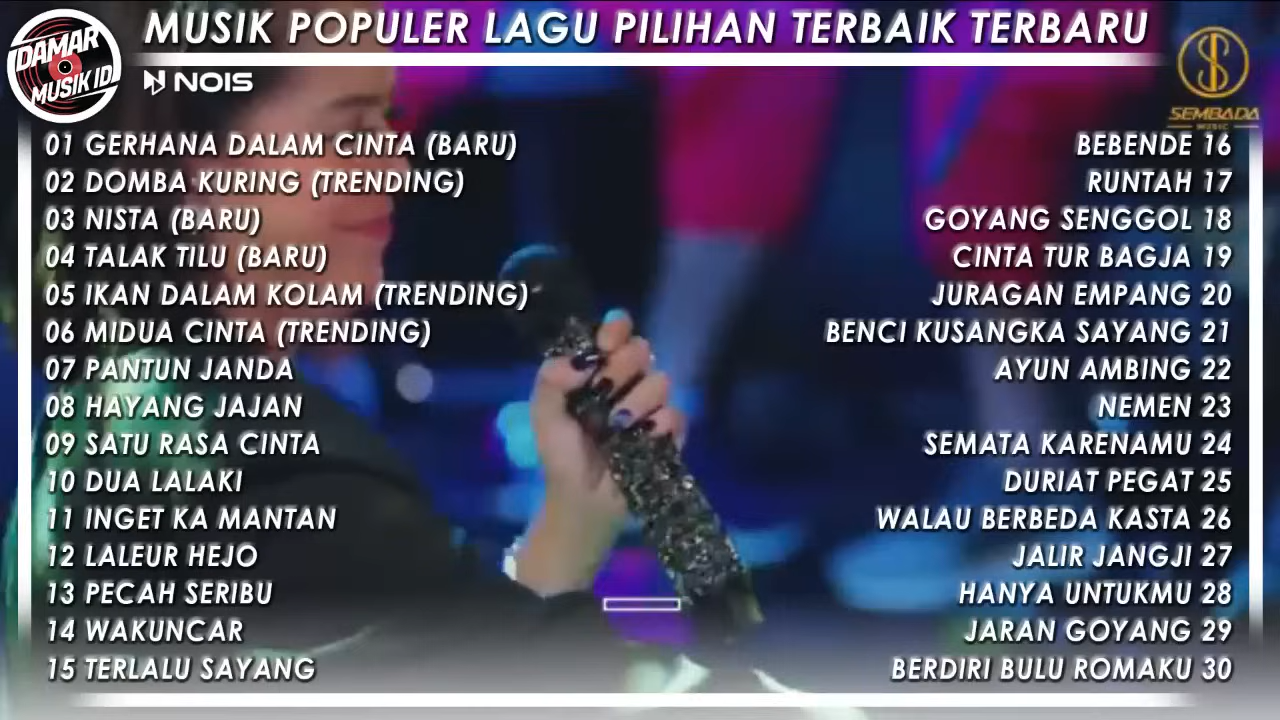 MUSIK POPULER LAGU PILIHAN TERBAIK TERBARU
DAMAR
MUSIK ID
NOIS
SEMBADA
MUSIC
01 GERHANA DALAM CINTA (BARU)
02 DOMBA KURING (TRENDING)
03 NISTA (BARU)
04 TALAK TILU (BARU)
05 IKAN DALAM KOLAM (TRENDING)
06 MIDUA CINTA (TRENDING)
07 PANTUN JANDA
08 HAYANG JAJAN
09 SATU RASA CINTA
10 DUA LALAKI
11 INGET KA MANTAN
12 LALEUR HEJO
13 PECAH SERIBU
14 WAKUNCAR
15 TERLALU SAYANG
BEBENDE 16
RUNTAH 17
GOYANG SENGGOL 18
CINTA TUR BAGJA 19
JURAGAN EMPANG 20
BENCI KUSANGKA SAYANG 21
AYUN AMBING 22
NEMEN 23
SEMATA KARENAMU 24
DURIAT PEGAT 25
WALAU BERBEDA KASTA 26
JALIR JANGJI 27
HANYA UNTUKMU 28
JARAN GOYANG 29
BERDIRI BULU ROMAKU 30